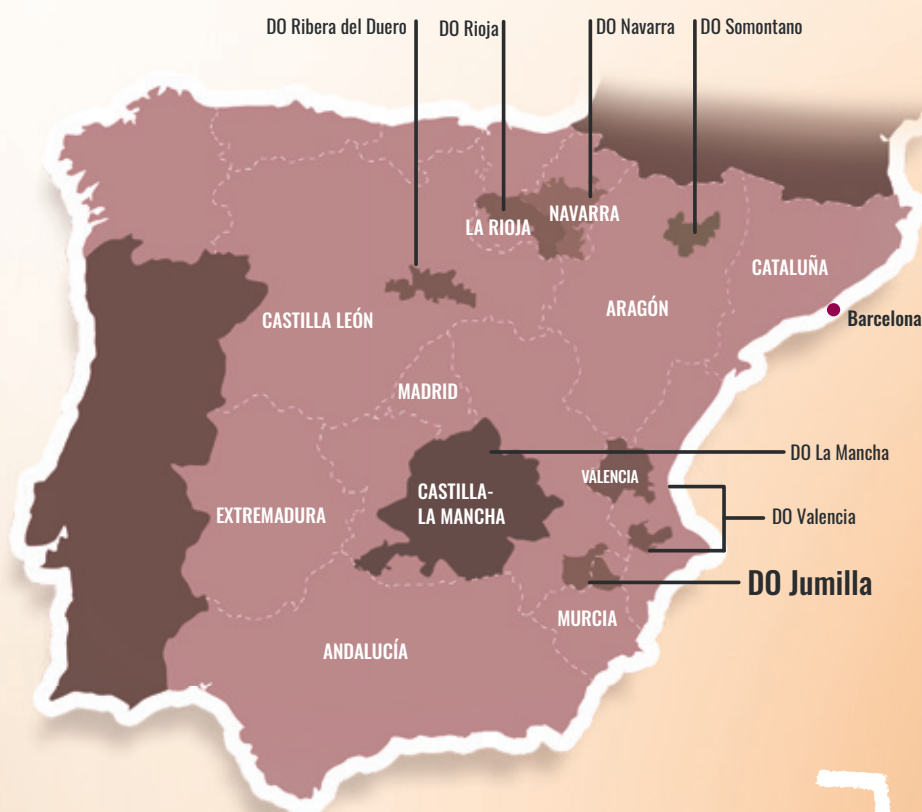 DO Ribera del Duero
DO Rioja
DO Navarra
DO Somontano
LA RIOJA
NAVARRA
CATALUÑA
ARAGÓN
CASTILLA LEÓN
Barcelona
MADRID
DO La Mancha
VALENCIA
CASTILLA-
LA MANCHA
EXTREMADURA
DO Valencia
DO Jumilla
MURCIA
ANDALUCÍA